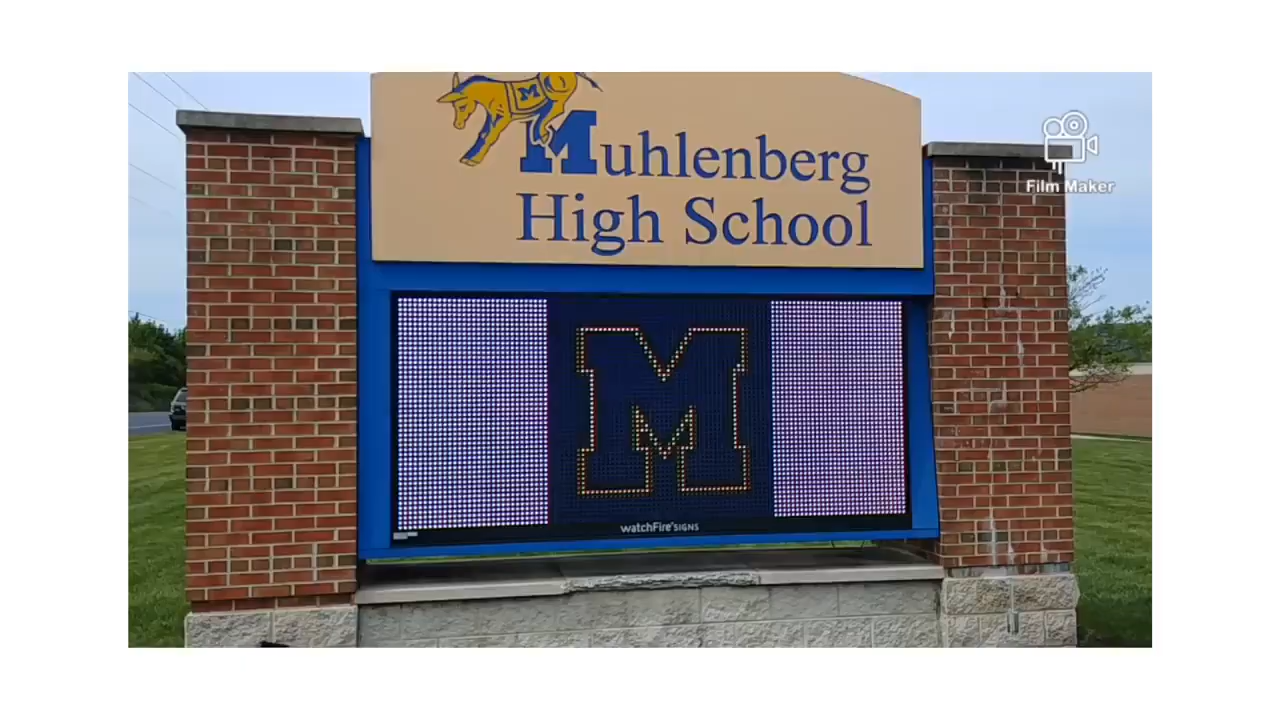 M
Muhlenberg
High School
Film Maker
M
watchFire SIGNS